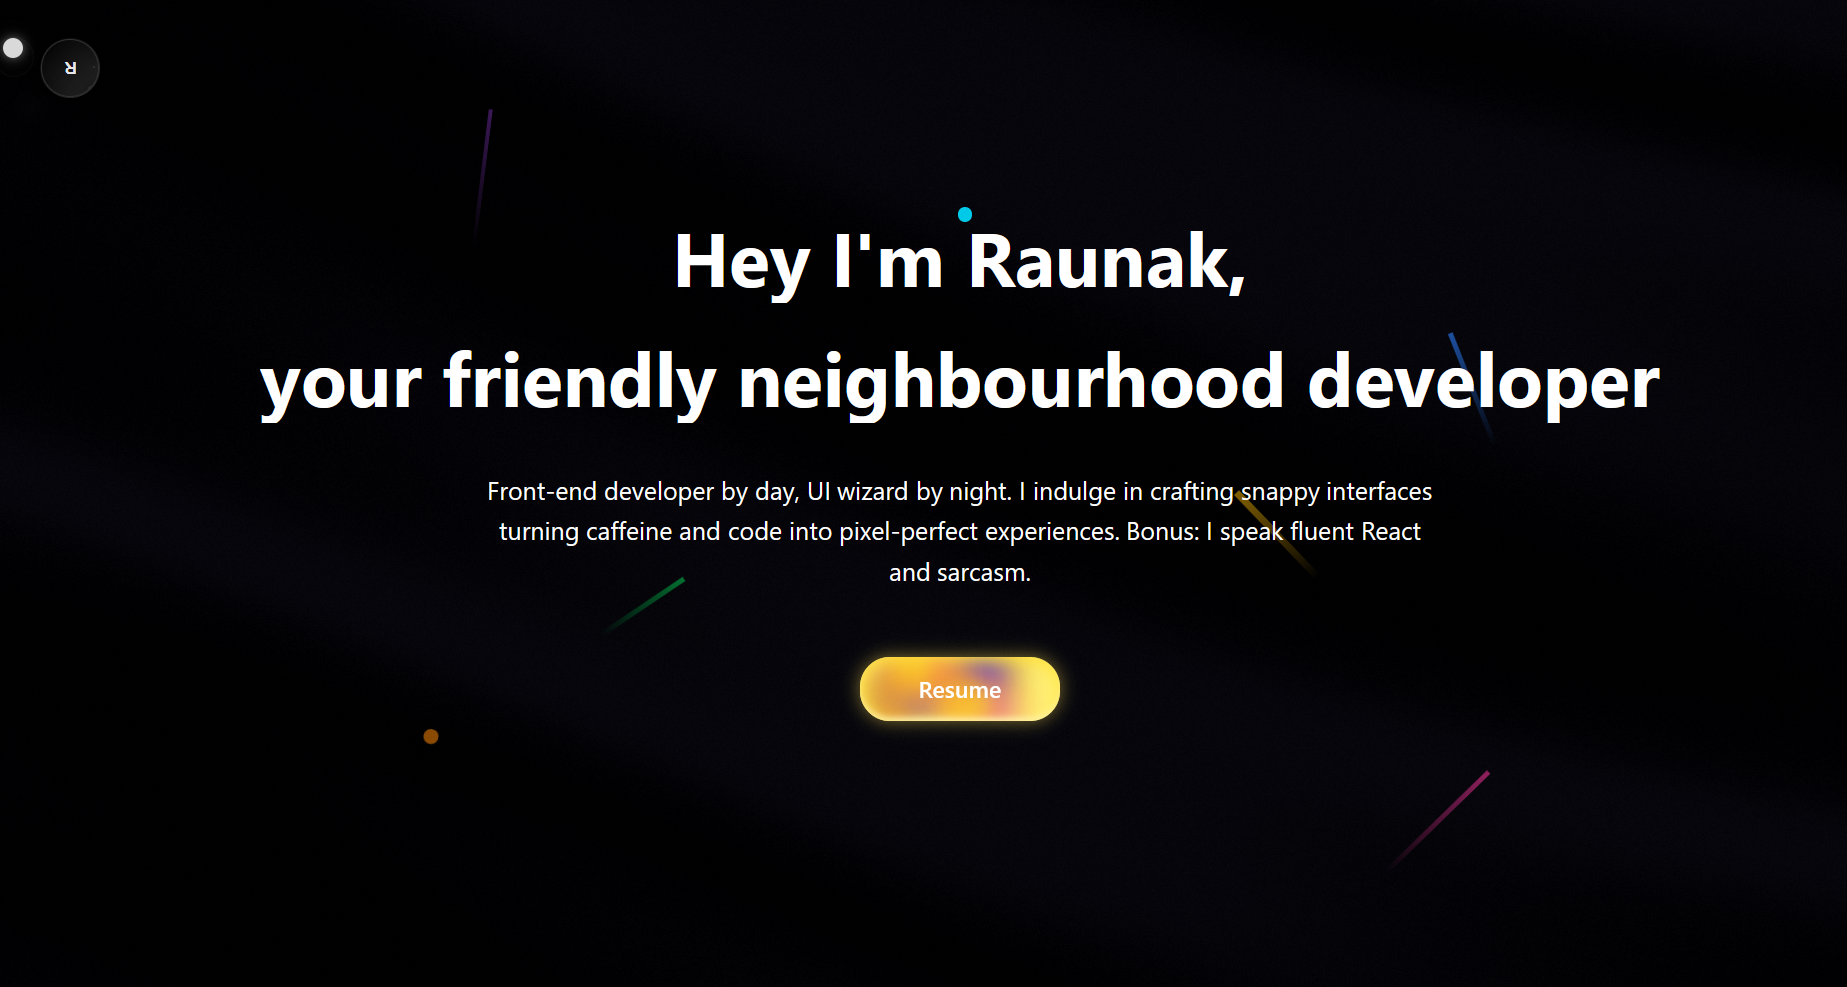 R
Hey I'm Raunak,
your friendly neighbourhood developer
Front-end developer by day, UI wizard by night. I indulge in crafting snappy interfaces
turning caffeine and code into pixel-perfect experiences. Bonus: I speak fluent React
and sarcasm.
Resume